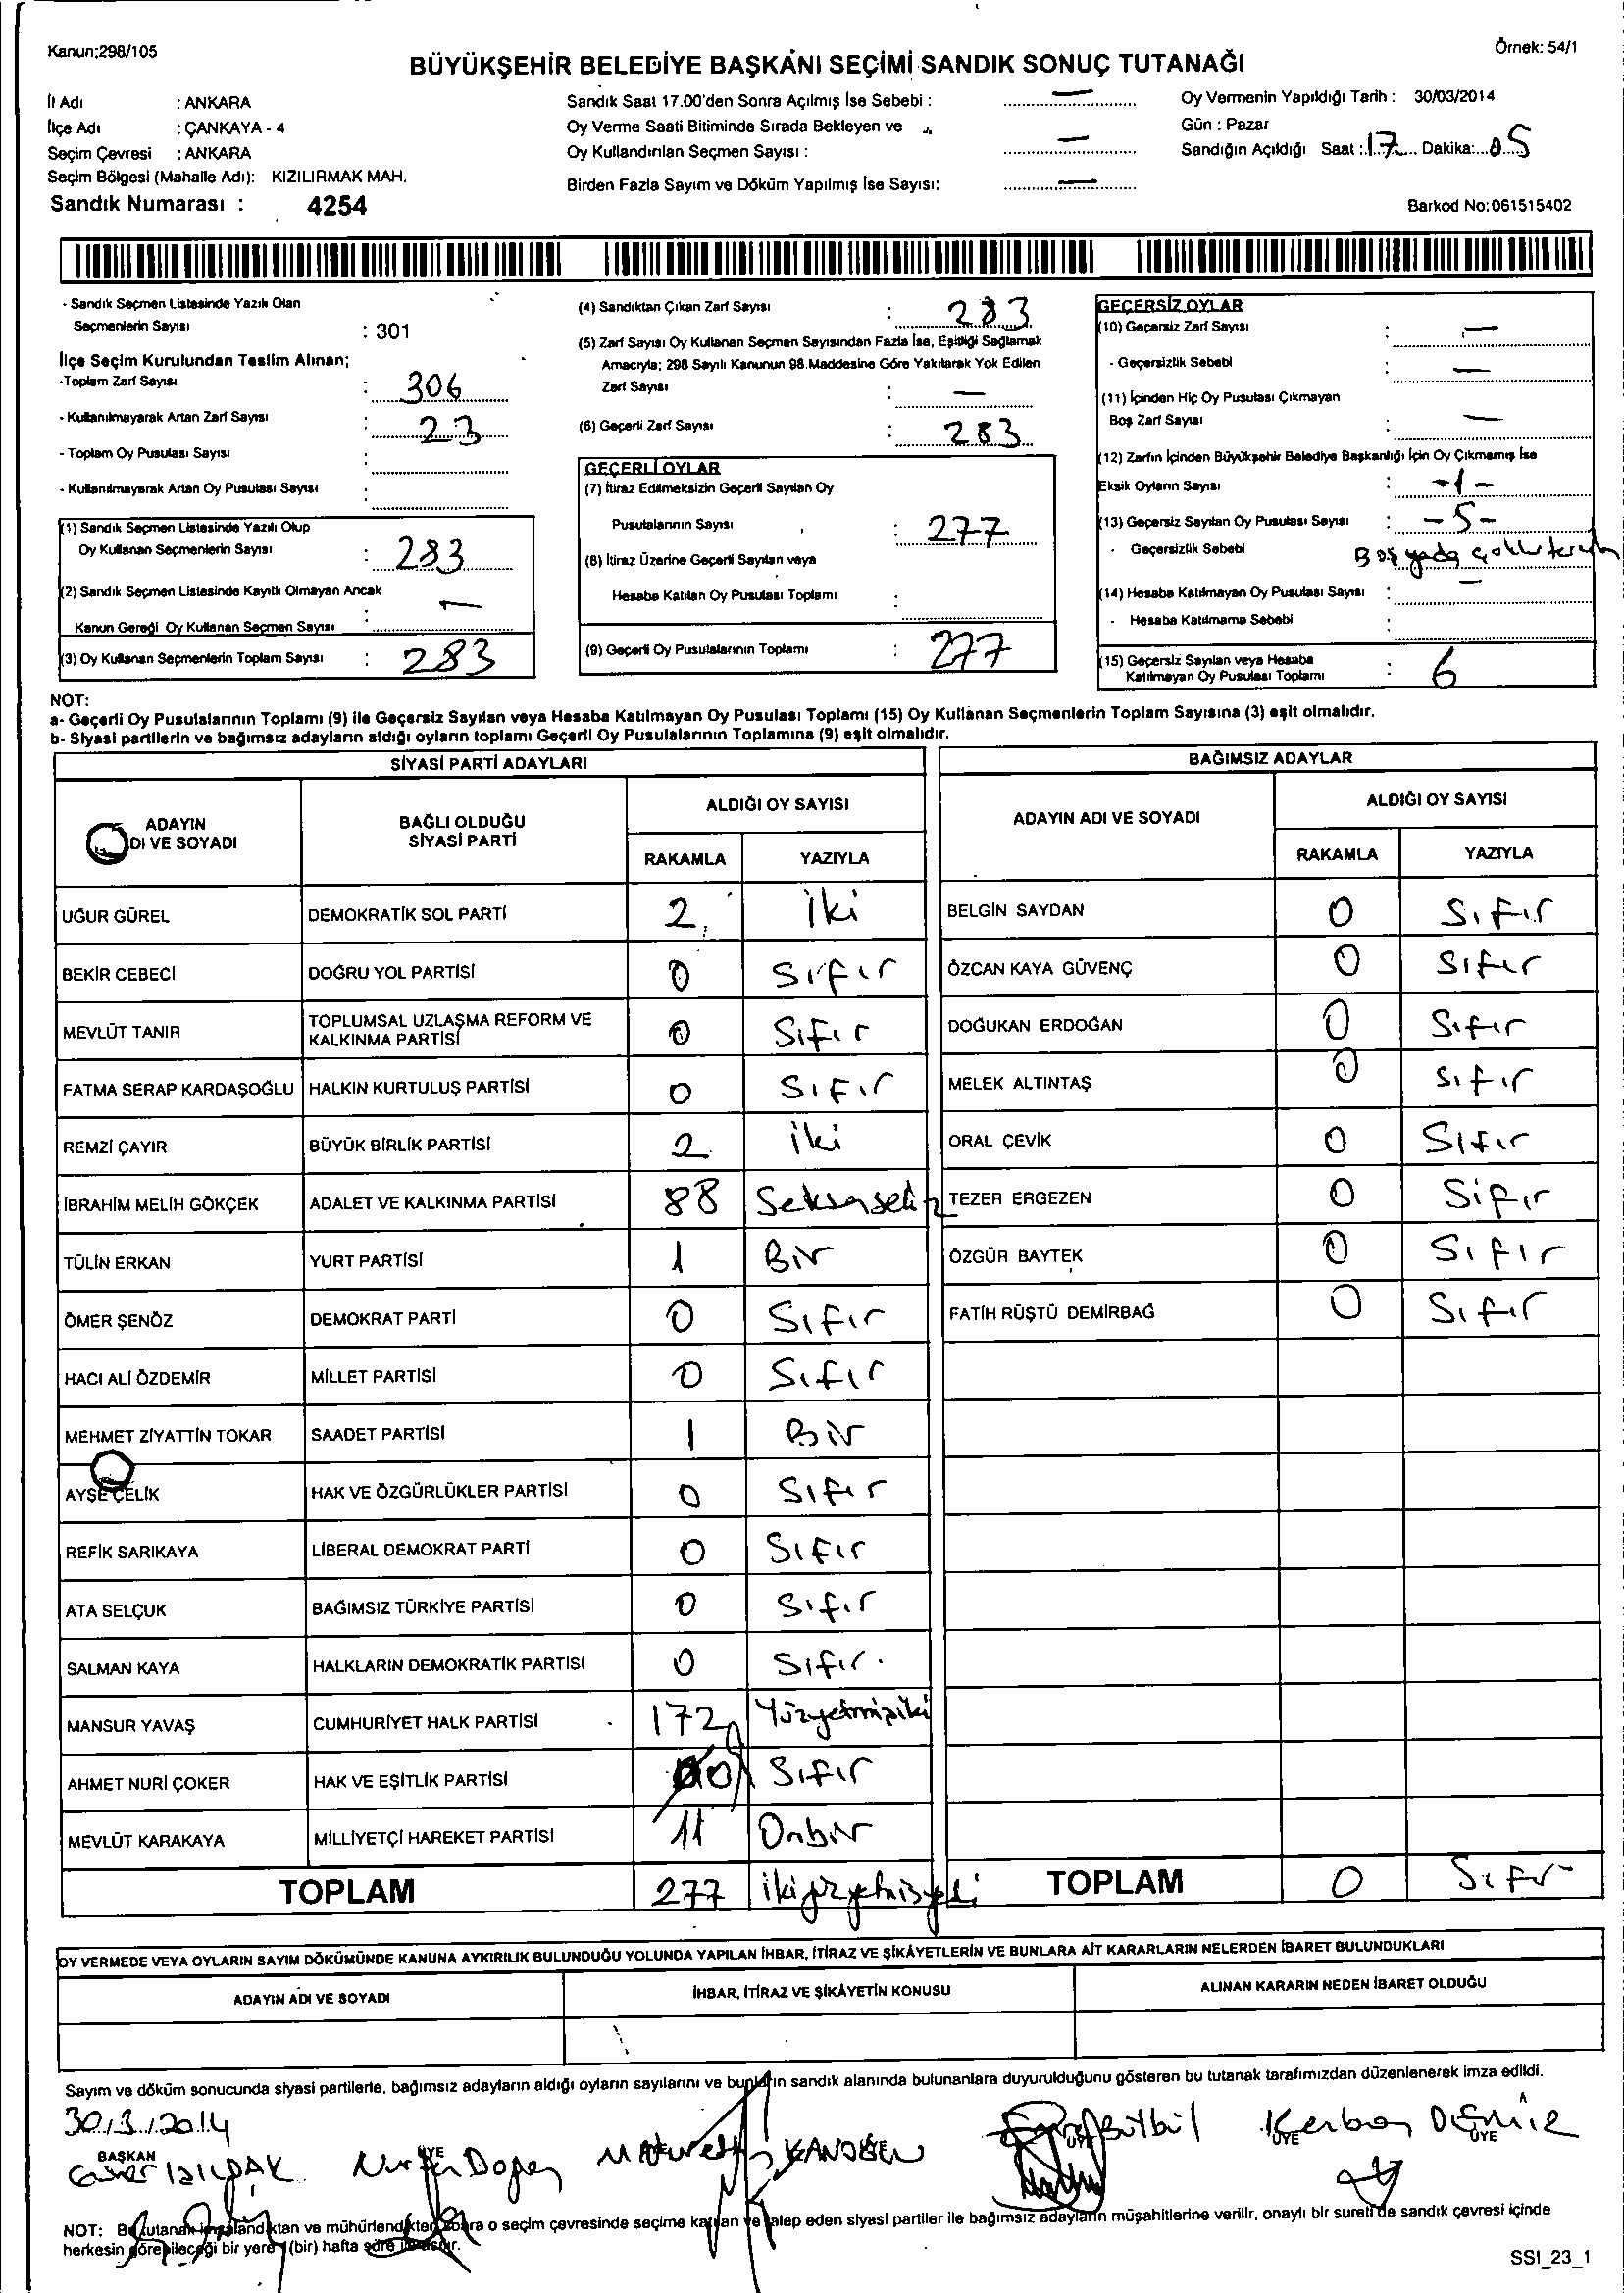 Kanun;298/105
Örnek: 54/1
BÜYÜKŞEHİR BELEDİYE BAŞKANI SEÇİMİ SANDIK SONUÇ TUTANAĞI
İl Adı : ANKARA
İlçe Adı : ÇANKAYA - 4
Seçim Çevresi : ANKARA
Seçim Bölgesi (Mahalle Adı): KIZILIRMAK MAH.
Sandık Numarası : 4254
Sandık Saat 17.00'den Sonra Açılmış İse Sebebi : —
Oy Verme Saati Bitiminde Sırada Bekleyen ve
Oy Kullandırılan Seçmen Sayısı : —
Birden Fazla Sayım ve Döküm Yapılmış İse Sayısı: —
Oy Vermenin Yapıldığı Tarih : 30/03/2014
Gün : Pazar
Sandığın Açıldığı Saat : 17 Dakika: 05
Barkod No:061515402
- Sandık Seçmen Listesinde Yazılı Olan
Seçmenlerin Sayısı : 301
İlçe Seçim Kurulundan Teslim Alınan;
-Toplam Zarf Sayısı : 306
- Kullanılmayarak Artan Zarf Sayısı : 23
- Toplam Oy Pusulası Sayısı :
- Kullanılmayarak Artan Oy Pusulası Sayısı :
(1) Sandık Seçmen Listesinde Yazılı Olup
Oy Kullanan Seçmenlerin Sayısı : 283
(2) Sandık Seçmen Listesinde Kayıtlı Olmayan Ancak
Kanun Gereği Oy Kullanan Seçmen Sayısı : —
(3) Oy Kullanan Seçmenlerin Toplam Sayısı : 283
(4) Sandıktan Çıkan Zarf Sayısı : 283
(5) Zarf Sayısı Oy Kullanan Seçmen Sayısından Fazla İse, Eşitliği Sağlamak
Amacıyla; 298 Sayılı Kanunun 98.Maddesine Göre Yakılarak Yok Edilen
Zarf Sayısı : —
(6) Geçerli Zarf Sayısı : 283
GEÇERLİ OYLAR
(7) İtiraz Edilmeksizin Geçerli Sayılan Oy
Pusulalarının Sayısı : 277
(8) İtiraz Üzerine Geçerli Sayılan veya
Hesaba Katılan Oy Pusulası Toplamı :
(9) Geçerli Oy Pusulalarının Toplamı : 277
GEÇERSİZ OYLAR
(10) Geçersiz Zarf Sayısı : —
- Geçersizlik Sebebi : —
(11) İçinden Hiç Oy Pusulası Çıkmayan
Boş Zarf Sayısı : —
(12) Zarfın İçinden Büyükşehir Belediye Başkanlığı İçin Oy Çıkmamış İse
Eksik Oyların Sayısı : -1-
(13) Geçersiz Sayılan Oy Pusulası Sayısı : -5-
- Geçersizlik Sebebi Boş yada çoklu tercih
(14) Hesaba Katılmayan Oy Pusulası Sayısı : —
- Hesaba Katılmama Sebebi :
(15) Geçersiz Sayılan veya Hesaba
Katılmayan Oy Pusulası Toplamı : 6
NOT:
a- Geçerli Oy Pusulalarının Toplamı (9) ile Geçersiz Sayılan veya Hesaba Katılmayan Oy Pusulası Toplamı (15) Oy Kullanan Seçmenlerin Toplam Sayısına (3) eşit olmalıdır.
b- Siyasi partilerin ve bağımsız adayların aldığı oyların toplamı Geçerli Oy Pusulalarının Toplamına (9) eşit olmalıdır.
SİYASİ PARTİ ADAYLARI
ADAYIN
DI VE SOYADI
BAĞLI OLDUĞU
SİYASİ PARTİ
ALDIĞI OY SAYISI
RAKAMLA YAZIYLA
UĞUR GÜREL DEMOKRATİK SOL PARTİ 2 iki
BEKİR CEBECİ DOĞRU YOL PARTİSİ 0 Sıfır
MEVLÜT TANIR TOPLUMSAL UZLAŞMA REFORM VE
KALKINMA PARTİSİ 0 Sıfır
FATMA SERAP KARDAŞOĞLU HALKIN KURTULUŞ PARTİSİ 0 Sıfır
REMZİ ÇAYIR BÜYÜK BİRLİK PARTİSİ 2 iki
İBRAHİM MELİH GÖKÇEK ADALET VE KALKINMA PARTİSİ 88 Seksensekiz
TÜLİN ERKAN YURT PARTİSİ 1 Bir
ÖMER ŞENÖZ DEMOKRAT PARTİ 0 Sıfır
HACI ALİ ÖZDEMİR MİLLET PARTİSİ 0 Sıfır
MEHMET ZİYATTİN TOKAR SAADET PARTİSİ 1 Bir
AYŞE ÇELİK HAK VE ÖZGÜRLÜKLER PARTİSİ 0 Sıfır
REFİK SARIKAYA LİBERAL DEMOKRAT PARTİ 0 Sıfır
ATA SELÇUK BAĞIMSIZ TÜRKİYE PARTİSİ 0 Sıfır
SALMAN KAYA HALKLARIN DEMOKRATİK PARTİSİ 0 Sıfır.
MANSUR YAVAŞ CUMHURİYET HALK PARTİSİ 172 Yüzyetmişiki
AHMET NURİ ÇOKER HAK VE EŞİTLİK PARTİSİ 0 Sıfır
MEVLÜT KARAKAYA MİLLİYETÇİ HAREKET PARTİSİ 11 Onbir
TOPLAM 277 ikiyüzyetmişyedi
BAĞIMSIZ ADAYLAR
ADAYIN ADI VE SOYADI
ALDIĞI OY SAYISI
RAKAMLA YAZIYLA
BELGİN SAYDAN 0 Sıfır
ÖZCAN KAYA GÜVENÇ 0 Sıfır
DOĞUKAN ERDOĞAN 0 Sıfır
MELEK ALTINTAŞ 0 Sıfır
ORAL ÇEVİK 0 Sıfır
TEZER ERGEZEN 0 Sıfır
ÖZGÜR BAYTEK 0 Sıfır
FATİH RÜŞTÜ DEMİRBAĞ 0 Sıfır
TOPLAM 0 Sıfır
OY VERMEDE VEYA OYLARIN SAYIM DÖKÜMÜNDE KANUNA AYKIRILIK BULUNDUĞU YOLUNDA YAPILAN İHBAR, İTİRAZ VE ŞİKÂYETLERİN VE BUNLARA AİT KARARLARIN NELERDEN İBARET BULUNDUKLARI
ADAYIN ADI VE SOYADI
İHBAR, İTİRAZ VE ŞİKÂYETİN KONUSU
ALINAN KARARIN NEDEN İBARET OLDUĞU
Sayım ve döküm sonucunda siyasi partilerle, bağımsız adayların aldığı oyların sayılarını ve bunların sandık alanında bulunanlara duyurulduğunu gösteren bu tutanak tarafımızdan düzenlenerek imza edildi.
30.3.2014
BAŞKAN ÜYE ÜYE ÜYE
NOT: Bu tutanak imzalandıktan ve mühürlendikten sonra o seçim çevresinde seçime katılan ve talep eden siyasi partiler ile bağımsız adayların müşahitlerine verilir, onaylı bir sureti de sandık çevresi içinde
herkesin görebileceği bir yere (bir) hafta süre
SSI_23_1